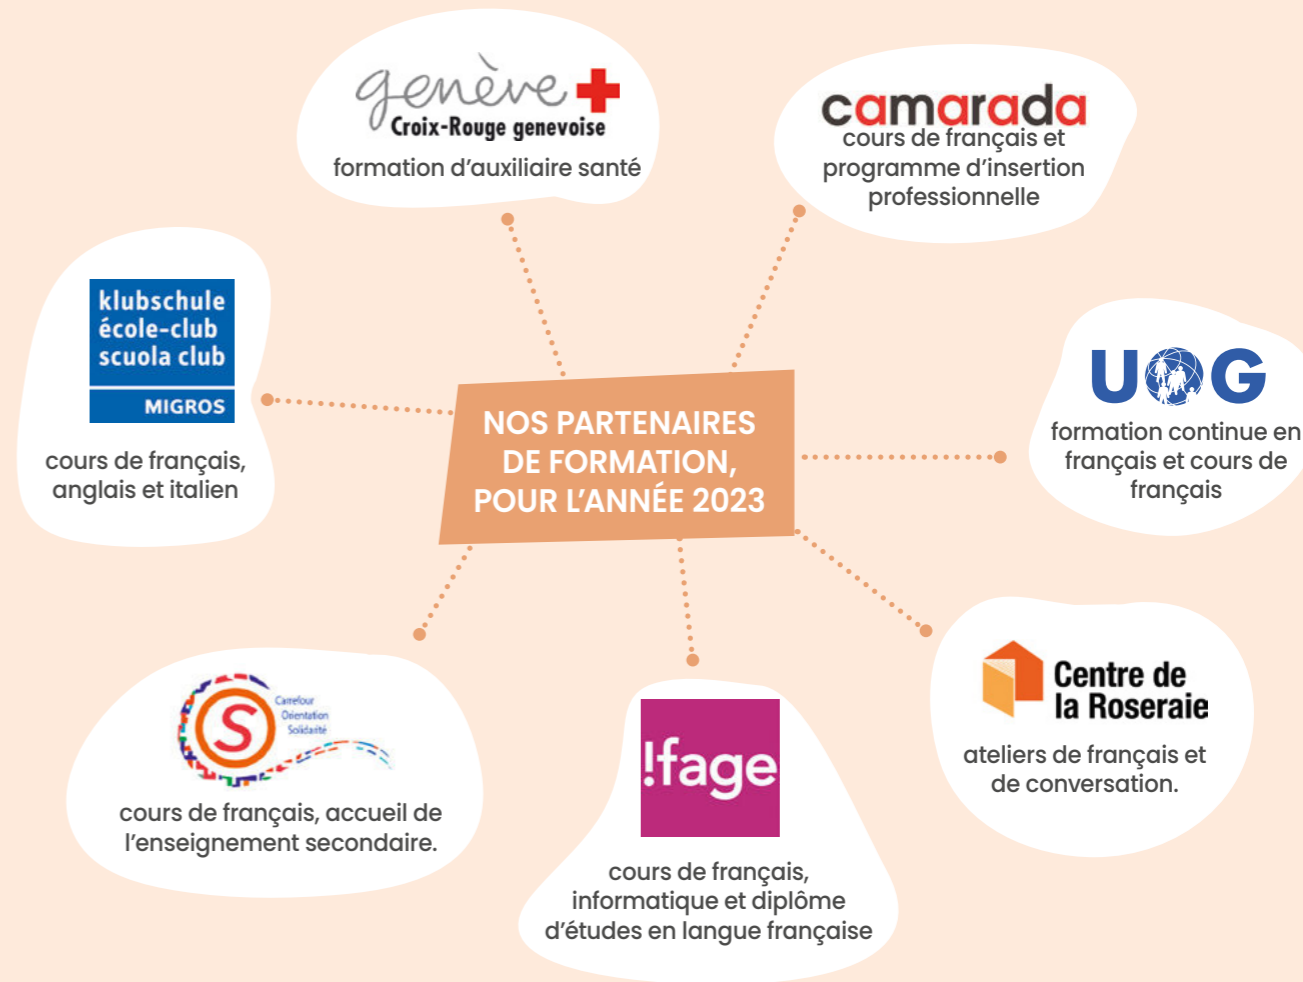 genève
Croix-Rouge genevoise
formation d'auxiliaire santé
camarada
cours de français et
programme d'insertion
professionnelle
klubschule
école-club
scuola club
MIGROS
cours de français,
anglais et italien
NOS PARTENAIRES
DE FORMATION,
POUR L'ANNÉE 2023
UOG
formation continue en
français et cours de
français
S
Carrefour
Orientation
Solidarité
cours de français, accueil de
l'enseignement secondaire.
!fage
cours de français,
informatique et diplôme
d'études en langue française
Centre de
la Roseraie
ateliers de français et
de conversation.